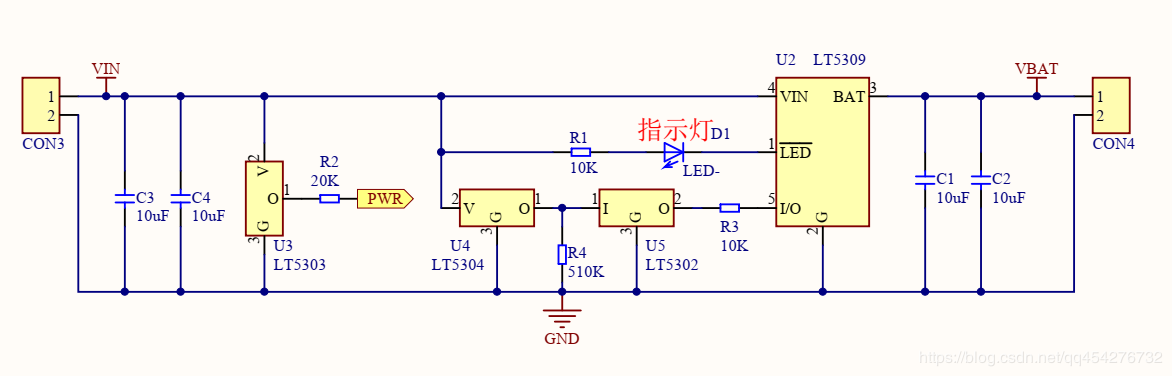 VIN
1
2
CON3
C3
10uF
C4
10uF
2
V
O
1
G
3
U3
LT5303
R2
20K
PWR
2
V
O
1
G
3
U4
LT5304
R1
10K
指示灯
D1
LED-
R4
510K
1
I
O
2
G
3
U5
LT5302
R3
10K
GND
U2 LT5309
4
VIN
BAT
3
1
LED
5
I/O
G
2
C1
10uF
C2
10uF
VBAT
1
2
CON4
https://blog.csdn.net/qq454276732